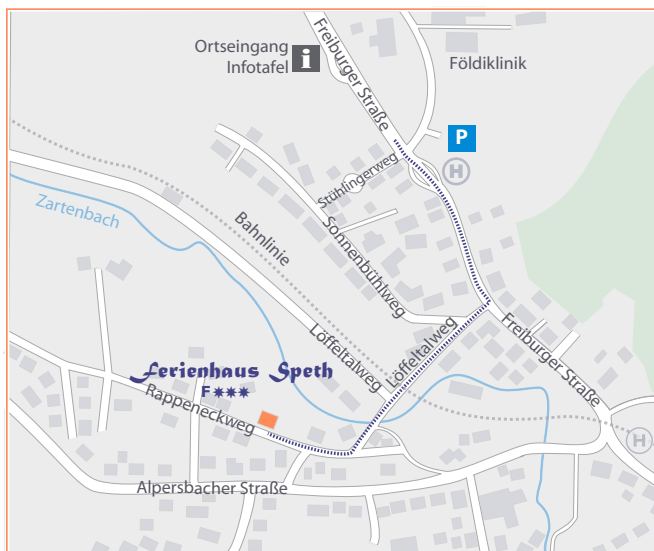 Ortseingang
Infotafel
i
Freiburger Straße
Földiklinik
P
H
Stühlingerweg
Zartenbach
Bahnlinie
Sonnenbühlweg
Löffeltalweg
Löffeltalweg
Freiburger Straße
Ferienhaus Speth
F***
Rappeneckweg
H
Alpersbacher Straße